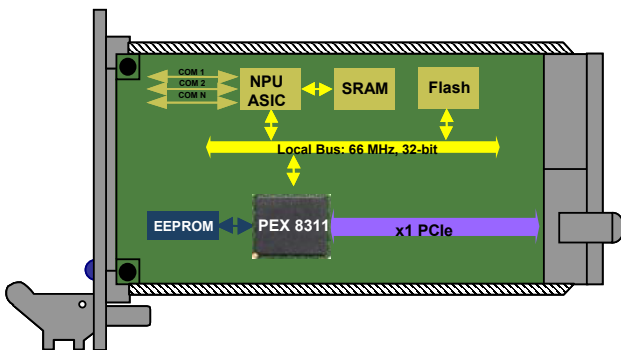 COM 1
COM 2
COM N
NPU
ASIC
SRAM
Flash
Local Bus: 66 MHz, 32-bit
EEPROM
PEX 8311
x1 PCIe